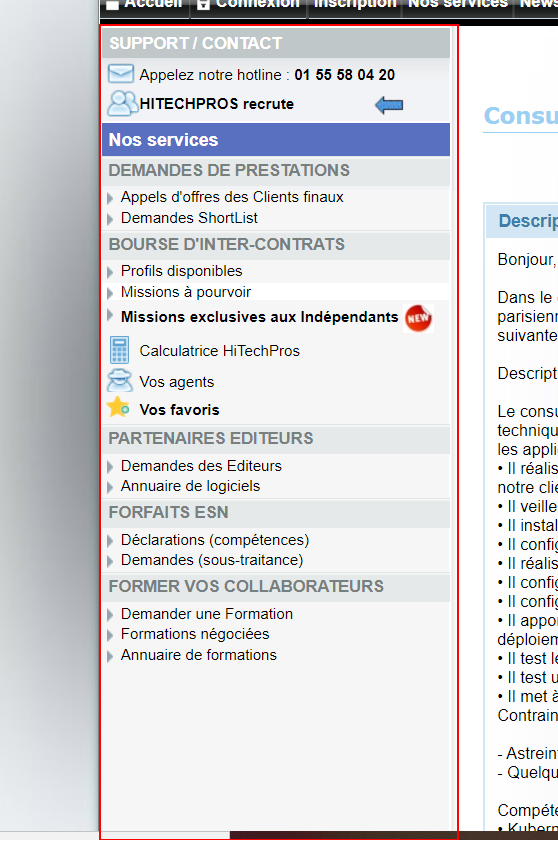 Accueil Connexion Inscription Nos services News
SUPPORT / CONTACT
Appelez notre hotline : 01 55 58 04 20
HITECHPROS recrute
Nos services
DEMANDES DE PRESTATIONS
Appels d'offres des Clients finaux
Demandes ShortList
BOURSE D'INTER-CONTRATS
Profils disponibles
Missions à pourvoir
Missions exclusives aux Indépendants NEW
Calculatrice HiTechPros
Vos agents
Vos favoris
PARTENAIRES EDITEURS
Demandes des Editeurs
Annuaire de logiciels
FORFAITS ESN
Déclarations (compétences)
Demandes (sous-traitance)
FORMER VOS COLLABORATEURS
Demander une Formation
Formations négociées
Annuaire de formations
Consu
Descrip
Bonjour,
Dans le
parisienn
suivante
Descript
Le consu
techniqu
les appli
• Il réalis
notre clie
• Il veille
• Il instal
• Il config
• Il réalis
• Il config
• Il config
• Il appor
déploiem
• Il test le
• Il test u
• Il met à
Contrain
- Astrein
- Quelqu
Compéte
• Kubern